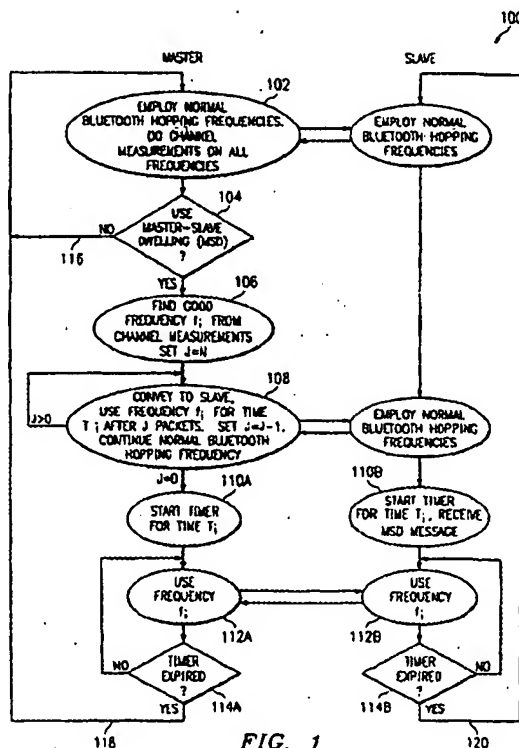 100
MASTER
SLAVE
102
EMPLOY NORMAL
BLUETOOTH HOPPING FREQUENCIES.
DO CHANNEL
MEASUREMENTS ON ALL
FREQUENCIES
EMPLOY NORMAL
BLUETOOTH HOPPING
FREQUENCIES
104
NO
116
USE
MASTER-SLAVE
DWELLING (MSD)
?
YES
106
FIND GOOD
FREQUENCY fi FROM
CHANNEL MEASUREMENTS
SET J=N
108
J>0
CONVEY TO SLAVE,
USE FREQUENCY fi FOR TIME
Ti AFTER J PACKETS. SET J=J-1,
CONTINUE NORMAL BLUETOOTH
HOPPING FREQUENCY
EMPLOY NORMAL
BLUETOOTH HOPPING
FREQUENCIES
J=0
110A
110B
START TIMER
FOR TIME Ti
START TIMER
FOR TIME Ti, RECEIVE
MSD MESSAGE
USE
FREQUENCY
fi
USE
FREQUENCY
fi
112A
112B
NO
TIMER
EXPIRED
?
TIMER
EXPIRED
?
NO
YES
114A
114B
YES
118
120
FIG. 1